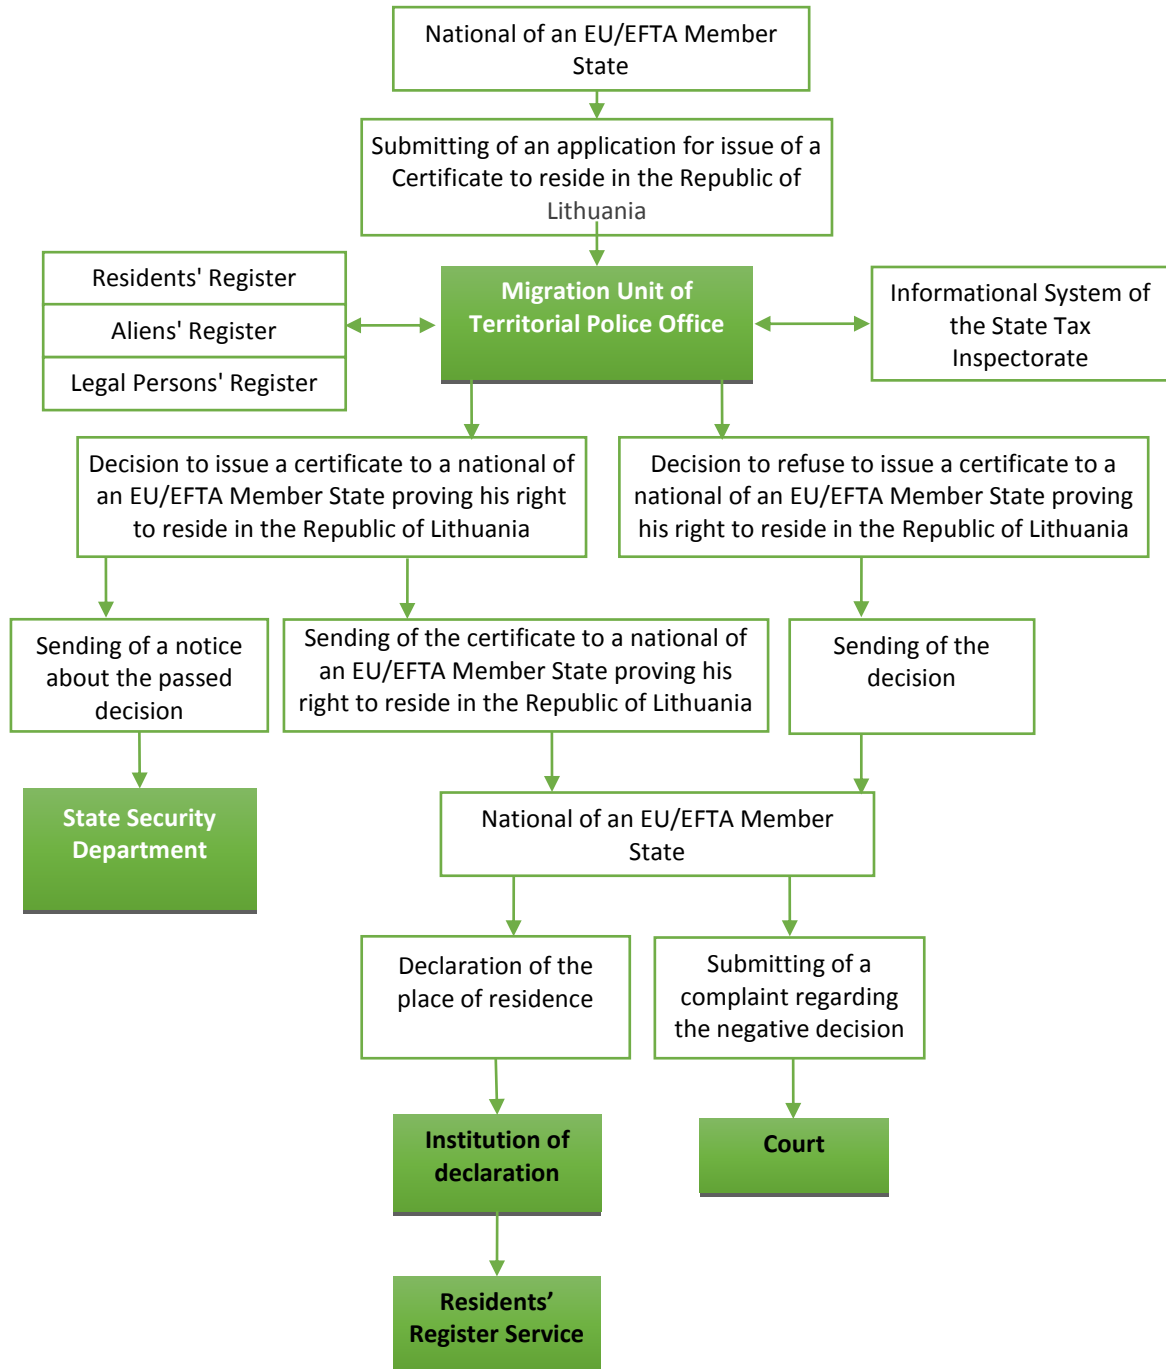 National of an EU/EFTA Member
State
Submitting of an application for issue of a
Certificate to reside in the Republic of
Lithuania
Residents' Register
Aliens' Register
Legal Persons' Register
Migration Unit of
Territorial Police Office
Informational System of
the State Tax
Inspectorate
Decision to issue a certificate to a national of
an EU/EFTA Member State proving his right
to reside in the Republic of Lithuania
Decision to refuse to issue a certificate to a
national of an EU/EFTA Member State proving
his right to reside in the Republic of Lithuania
Sending of a notice
about the passed
decision
Sending of the certificate to a national of
an EU/EFTA Member State proving his
right to reside in the Republic of Lithuania
Sending of the
decision
State Security
Department
National of an EU/EFTA Member
State
Declaration of the
place of residence
Submitting of a
complaint regarding
the negative decision
Institution of
declaration
Court
Residents’
Register Service